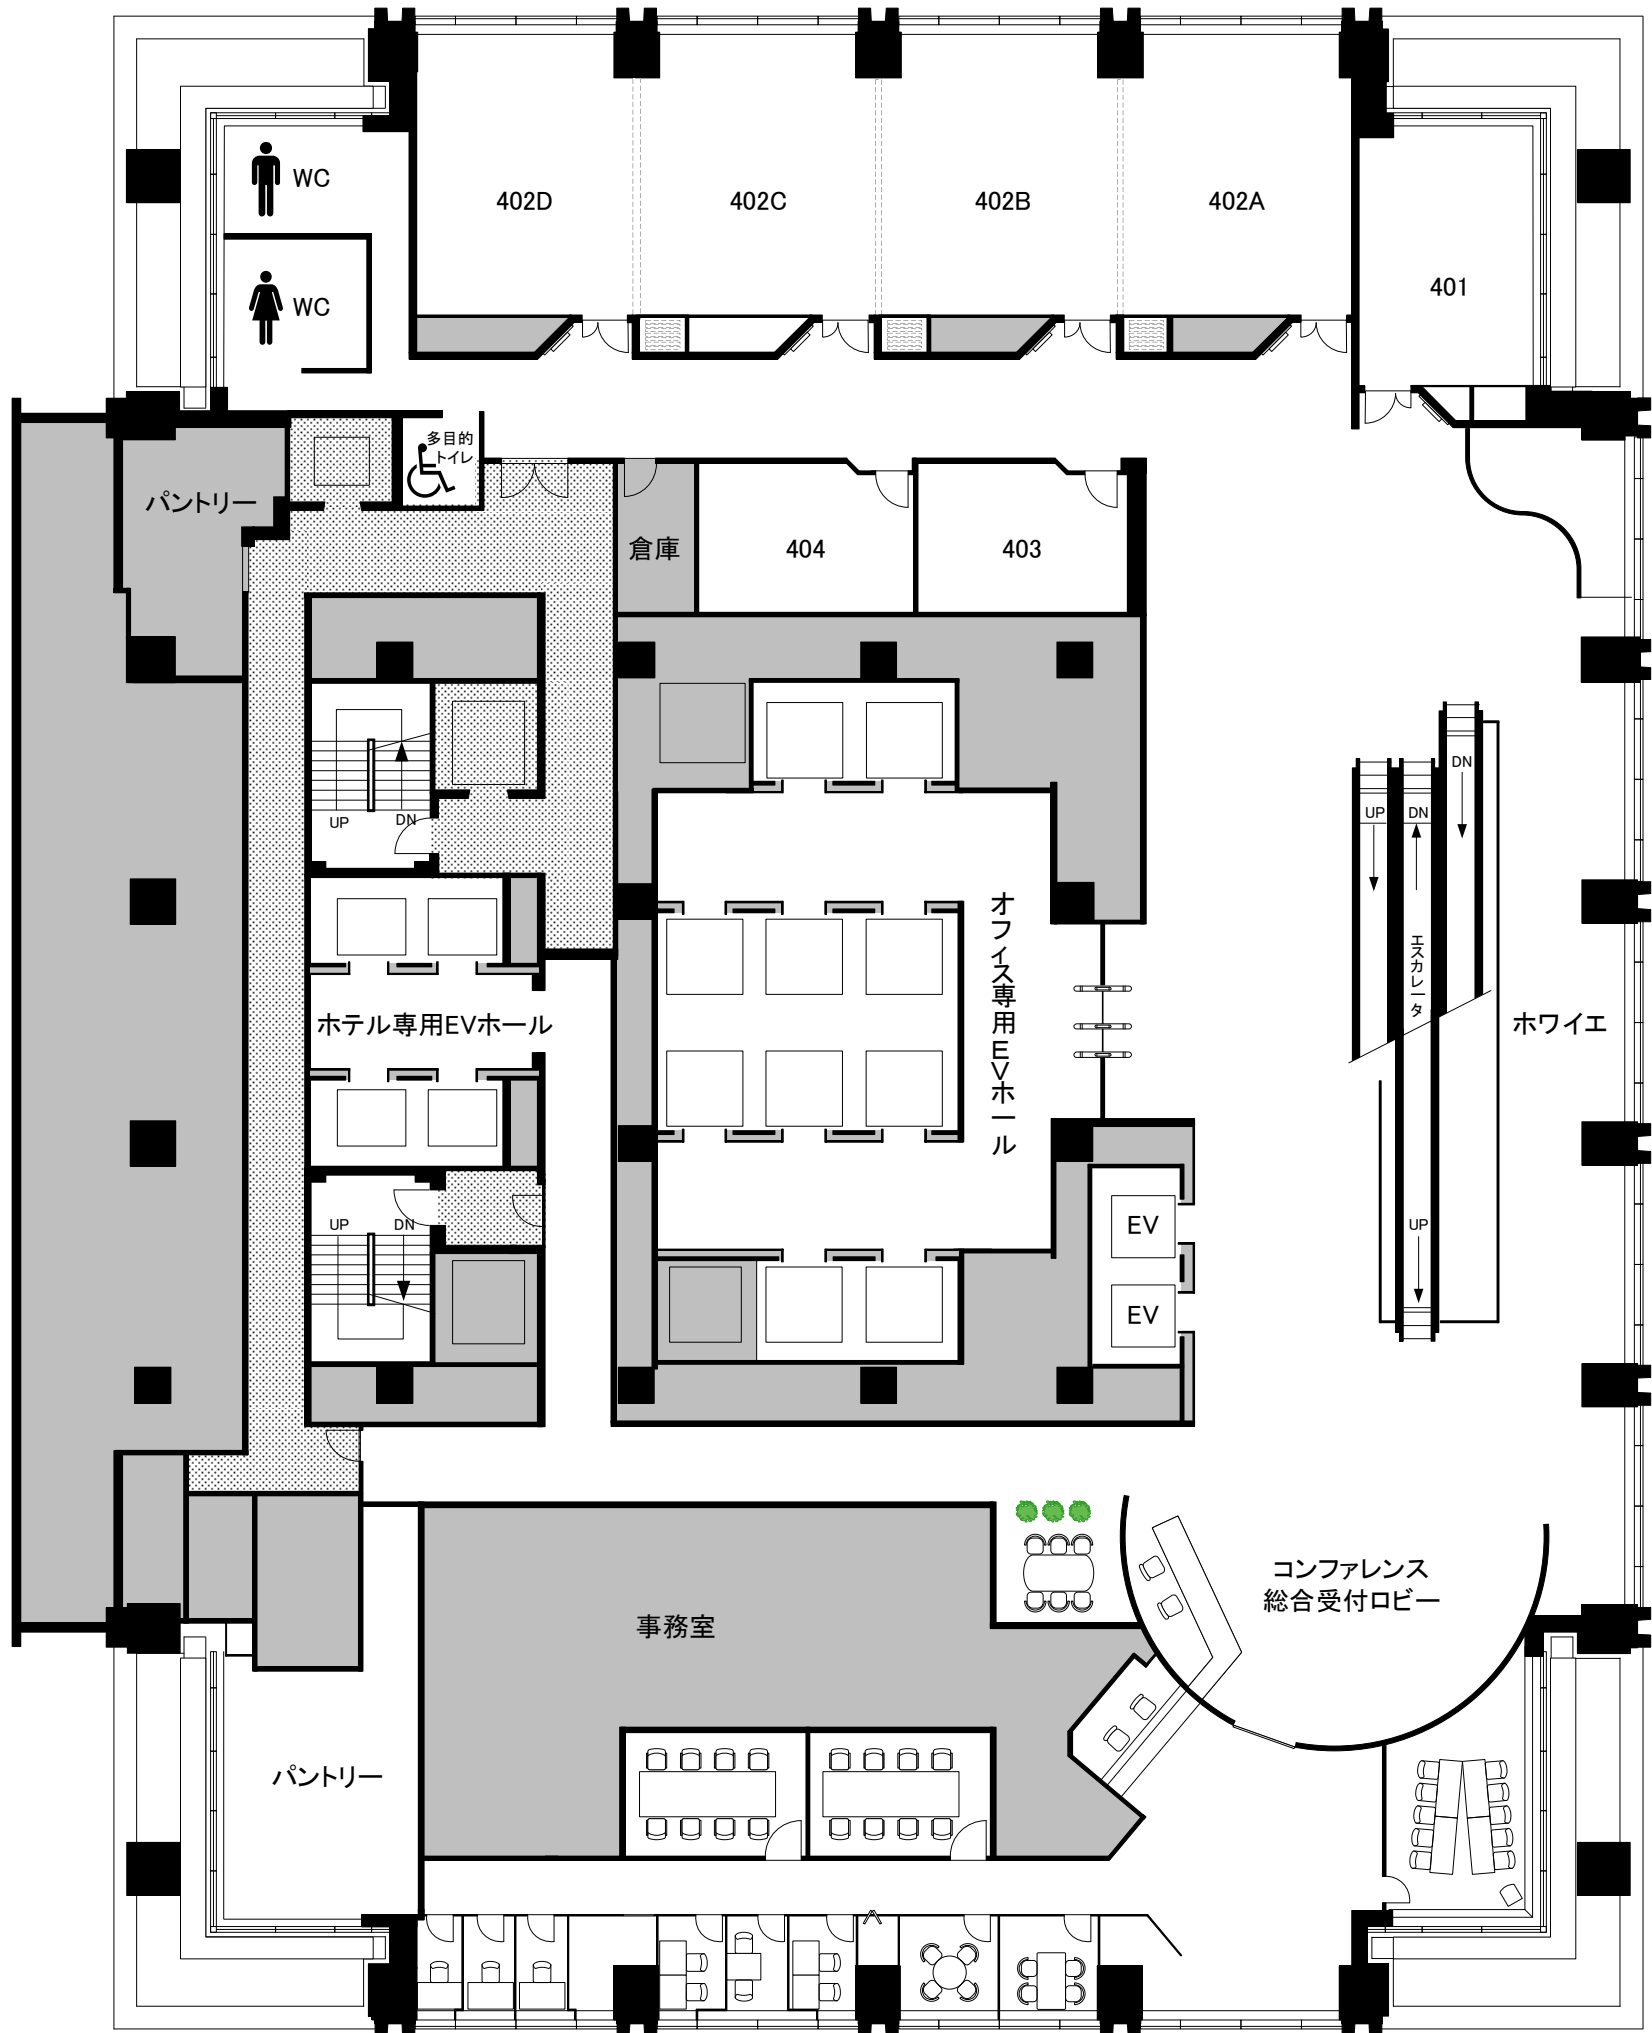 WC
402D
402C
402B
402A
WC
401
多目的
トイレ
パントリー
倉庫
404
403
DN
UP
DN
UP
DN
オフィス専用EVホール
エスカレータ
ホテル専用EVホール
ホワイエ
UP
DN
EV
UP
EV
コンファレンス
総合受付ロビー
事務室
パントリー